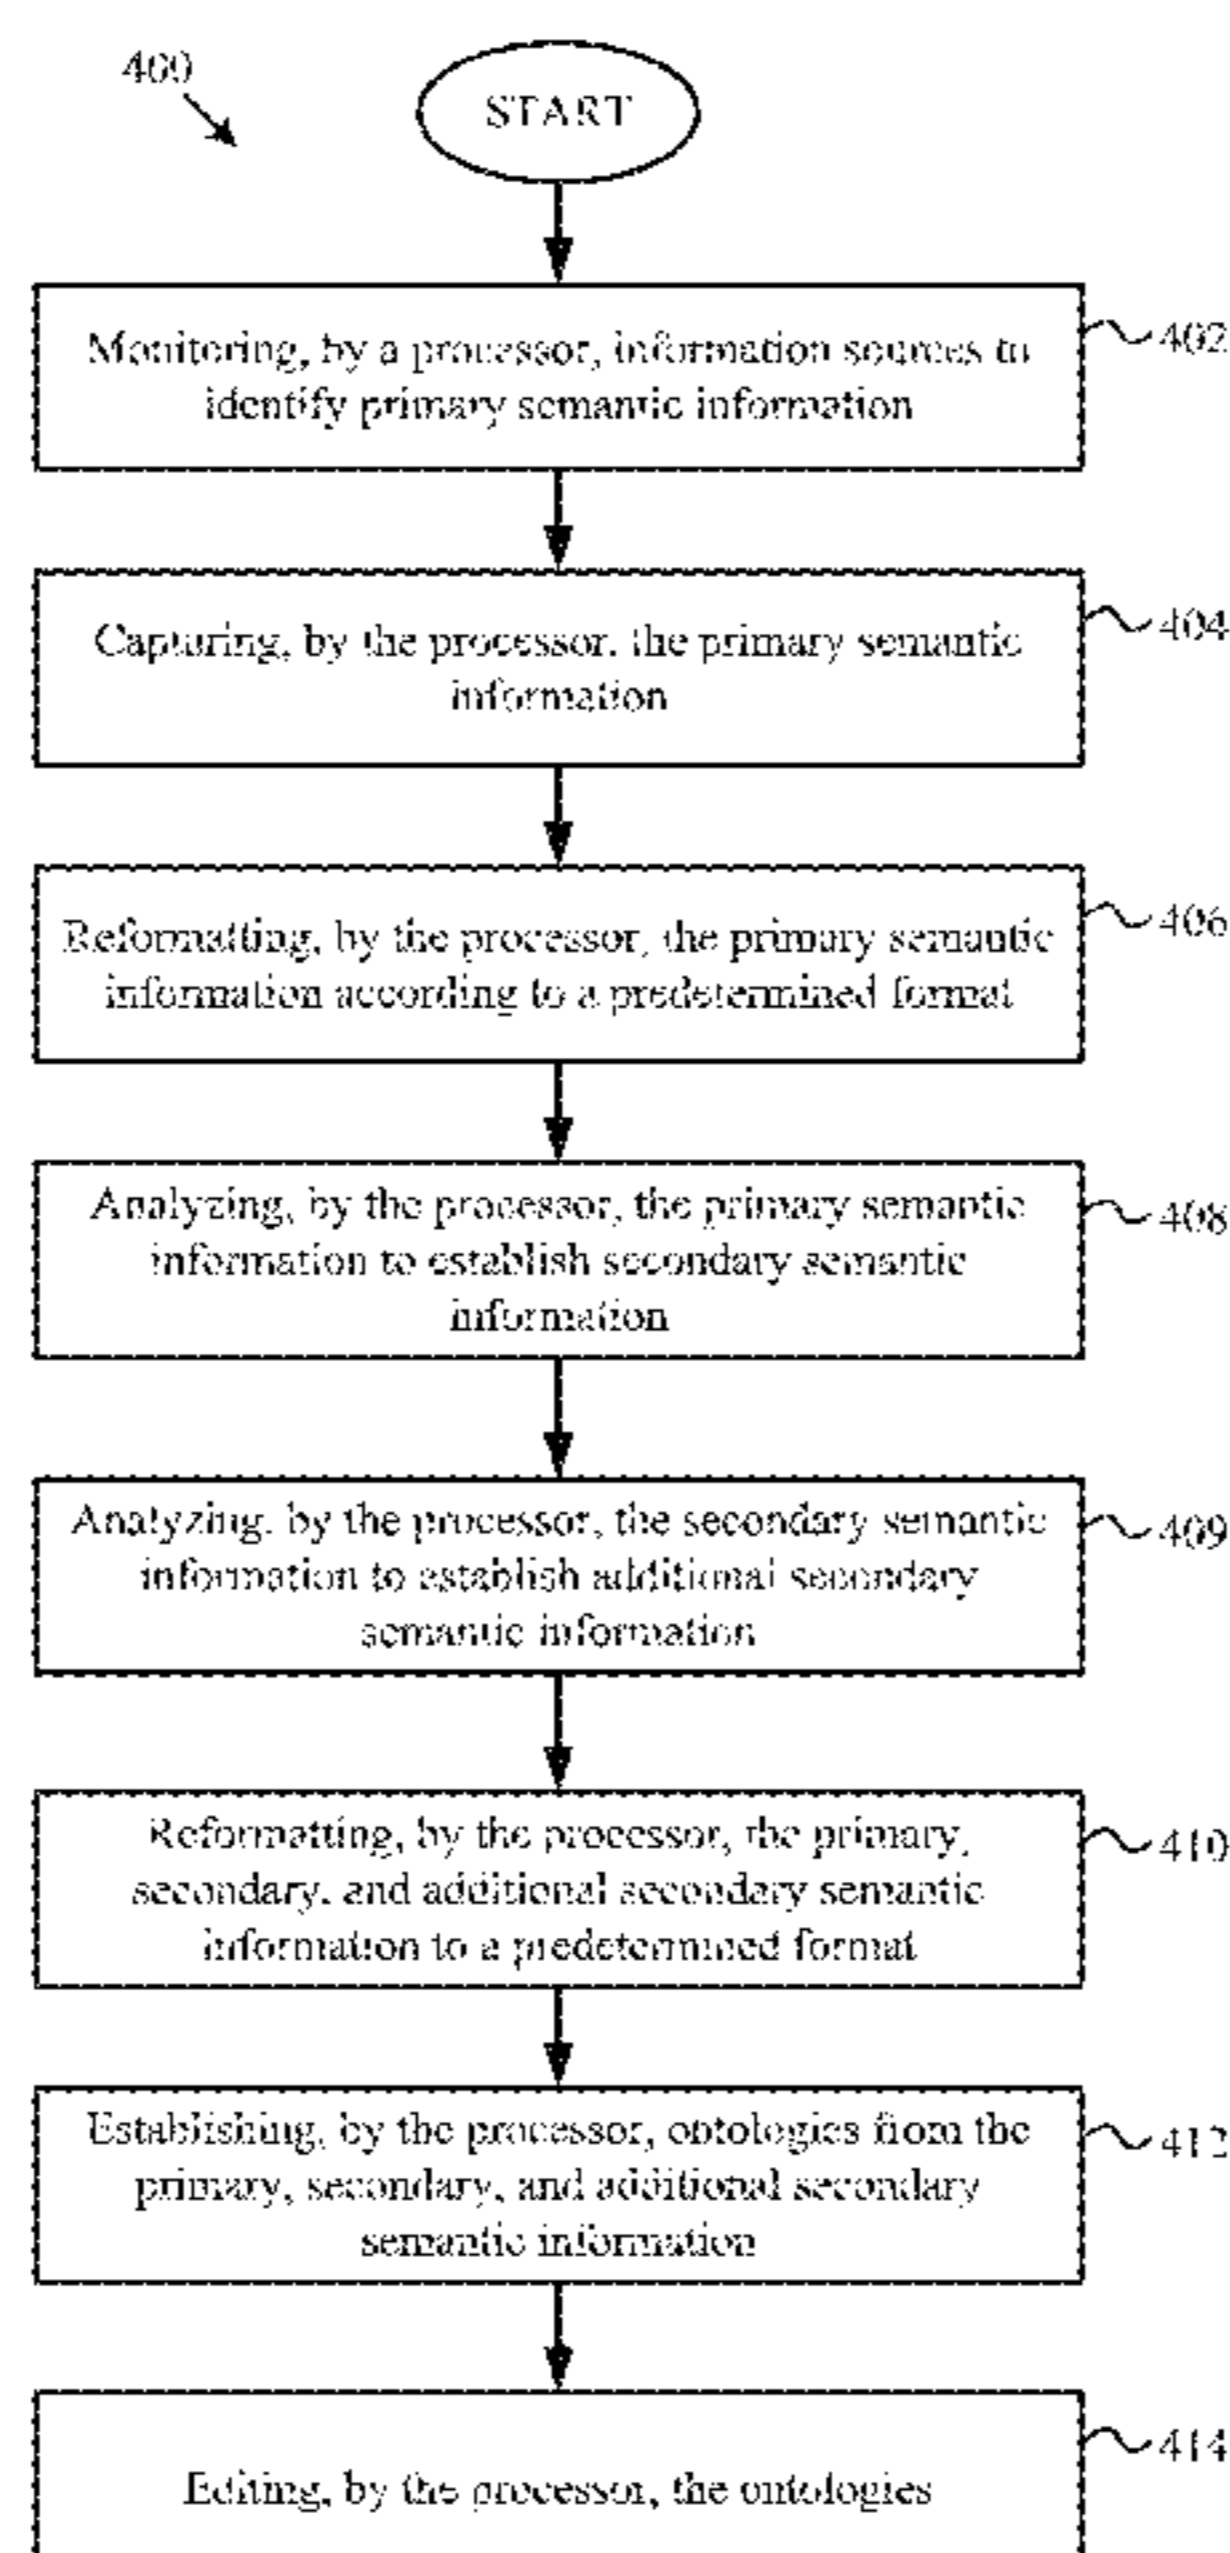 400
START
Monitoring, by a processor, information sources to
identify primary semantic information
402
Capturing, by the processor, the primary semantic
information
404
Reformatting, by the processor, the primary semantic
information according to a predetermined format
406
Analyzing, by the processor, the primary semantic
information to establish secondary semantic
information
408
Analyzing, by the processor, the secondary semantic
information to establish additional secondary
semantic information
409
Reformatting, by the processor, the primary,
secondary, and additional secondary semantic
information to a predetermined format
410
Establishing, by the processor, ontologies from the
primary, secondary, and additional secondary
semantic information
412
Editing, by the processor, the ontologies
414